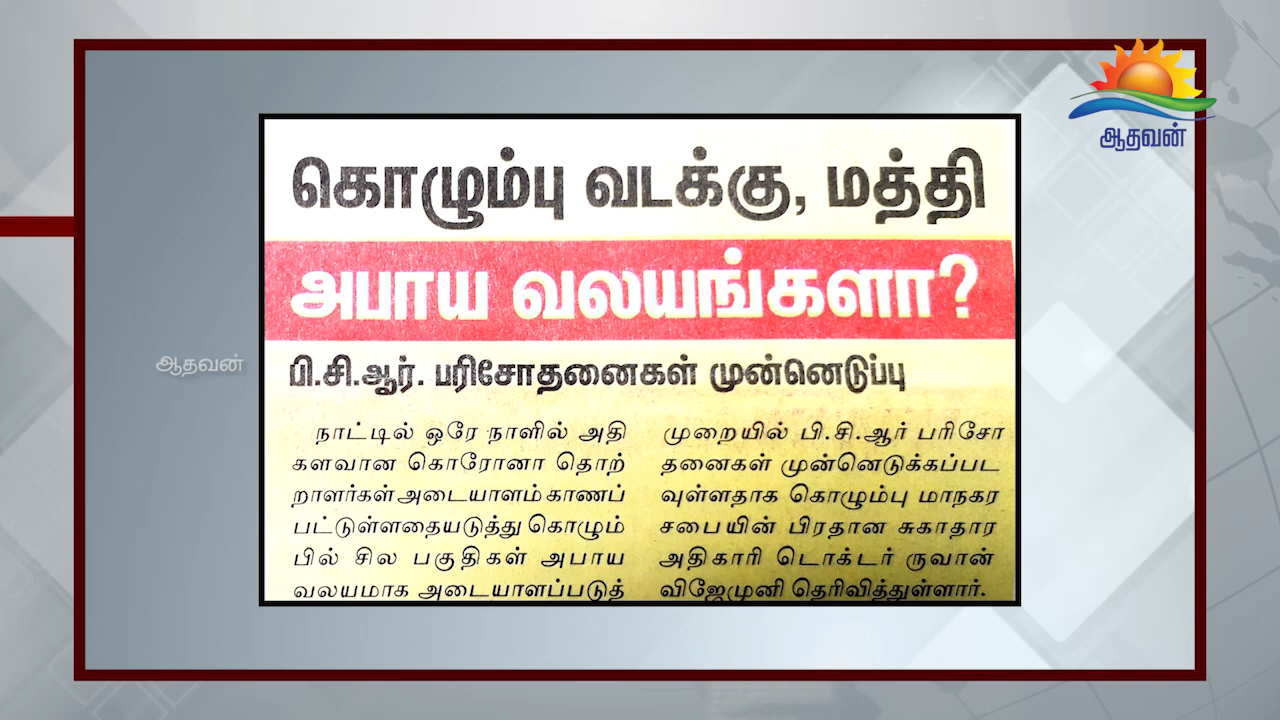 ஆதவன்
கொழும்பு வடக்கு, மத்தி
அபாய வலயங்களா?
பி.சி.ஆர். பரிசோதனைகள் முன்னெடுப்பு
நாட்டில் ஒரே நாளில் அதி
களவான கொரோனா தொற்
றாளர்கள் அடையாளம் காணப்
பட்டுள்ளதையடுத்து கொழும்
பில் சில பகுதிகள் அபாய
வலயமாக அடையாளப்படுத்
முறையில் பி.சி.ஆர் பரிசோ
தனைகள் முன்னெடுக்கப்பட
வுள்ளதாக கொழும்பு மாநகர
சபையின் பிரதான சுகாதார
அதிகாரி டொக்டர் ருவான்
விஜேமுனி தெரிவித்துள்ளார்.
ஆதவன்